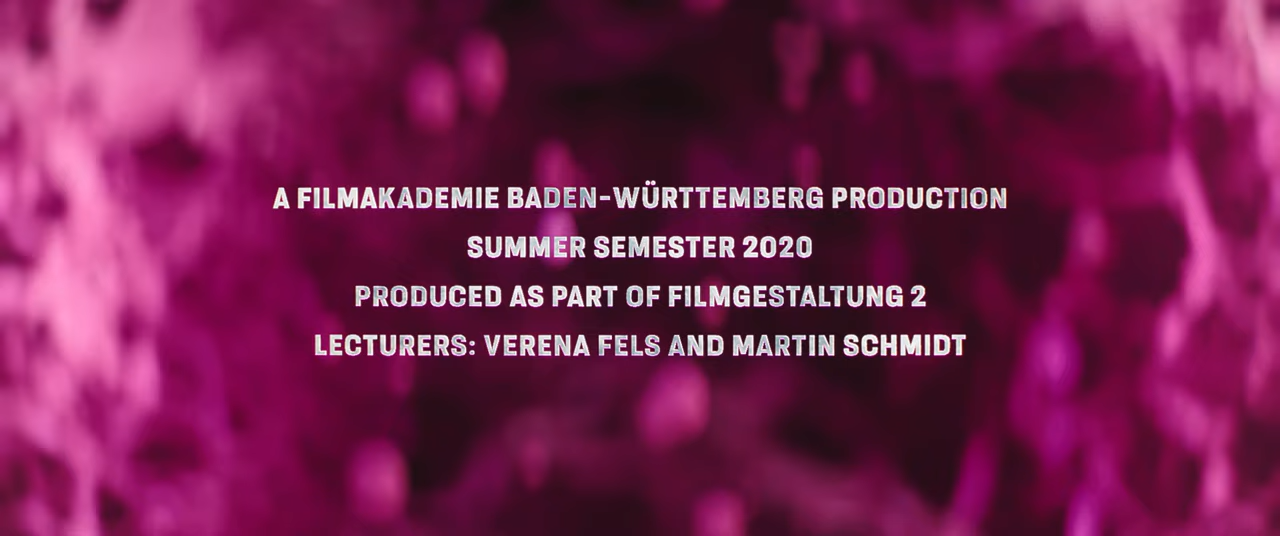 A FILMAKADEMIE BADEN-WÜRTTEMBERG PRODUCTION
SUMMER SEMESTER 2020
PRODUCED AS PART OF FILMGESTALTUNG 2
LECTURERS: VERENA FELS AND MARTIN SCHMIDT